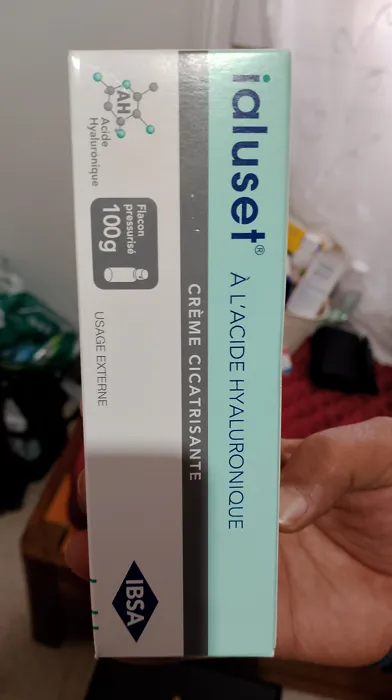 ialuset®
À L'ACIDE HYALURONIQUE
CRÈME CICATRISANTE
AH
Acide
Hyaluronique
Flacon
pressurisé
100g
USAGE EXTERNE
IBSA